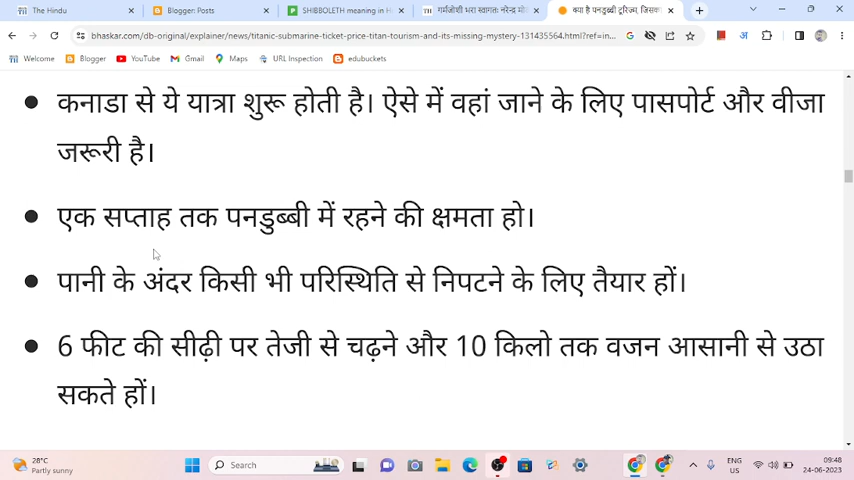 The Hindu
Blogger: Posts
SHIBBOLETH meaning in H
गर्मजोशी भरा स्वागतः नरेन्द्र मो
क्या है पनडुब्बी टूरिज्म, जिसका
bhaskar.com/db-original/explainer/news/titanic-submarine-ticket-price-titan-tourism-and-its-missing-mystery-131435564.html?ref=in...
Welcome Blogger YouTube Gmail Maps URL Inspection edubuckets
कनाडा से ये यात्रा शुरू होती है। ऐसे में वहां जाने के लिए पासपोर्ट और वीजा
जरूरी है।
एक सप्ताह तक पनडुब्बी में रहने की क्षमता हो।
पानी के अंदर किसी भी परिस्थिति से निपटने के लिए तैयार हों।
6 फीट की सीढ़ी पर तेजी से चढ़ने और 10 किलो तक वजन आसानी से उठा
सकते हों।
28°C
Partly sunny
Search
ENG
US
09:48
24-06-2023